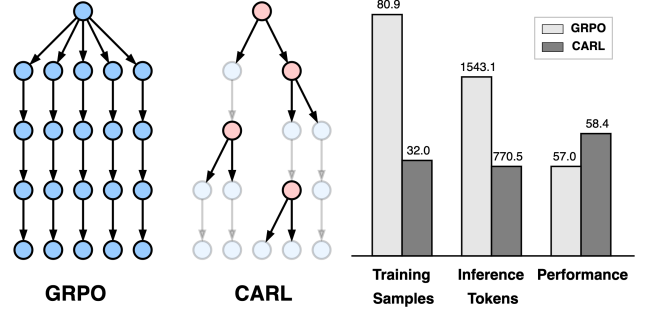 GRPO
CARL
80.9
32.0
1543.1
770.5
57.0
58.4
GRPO
CARL
Training
Samples
Inference
Tokens
Performance